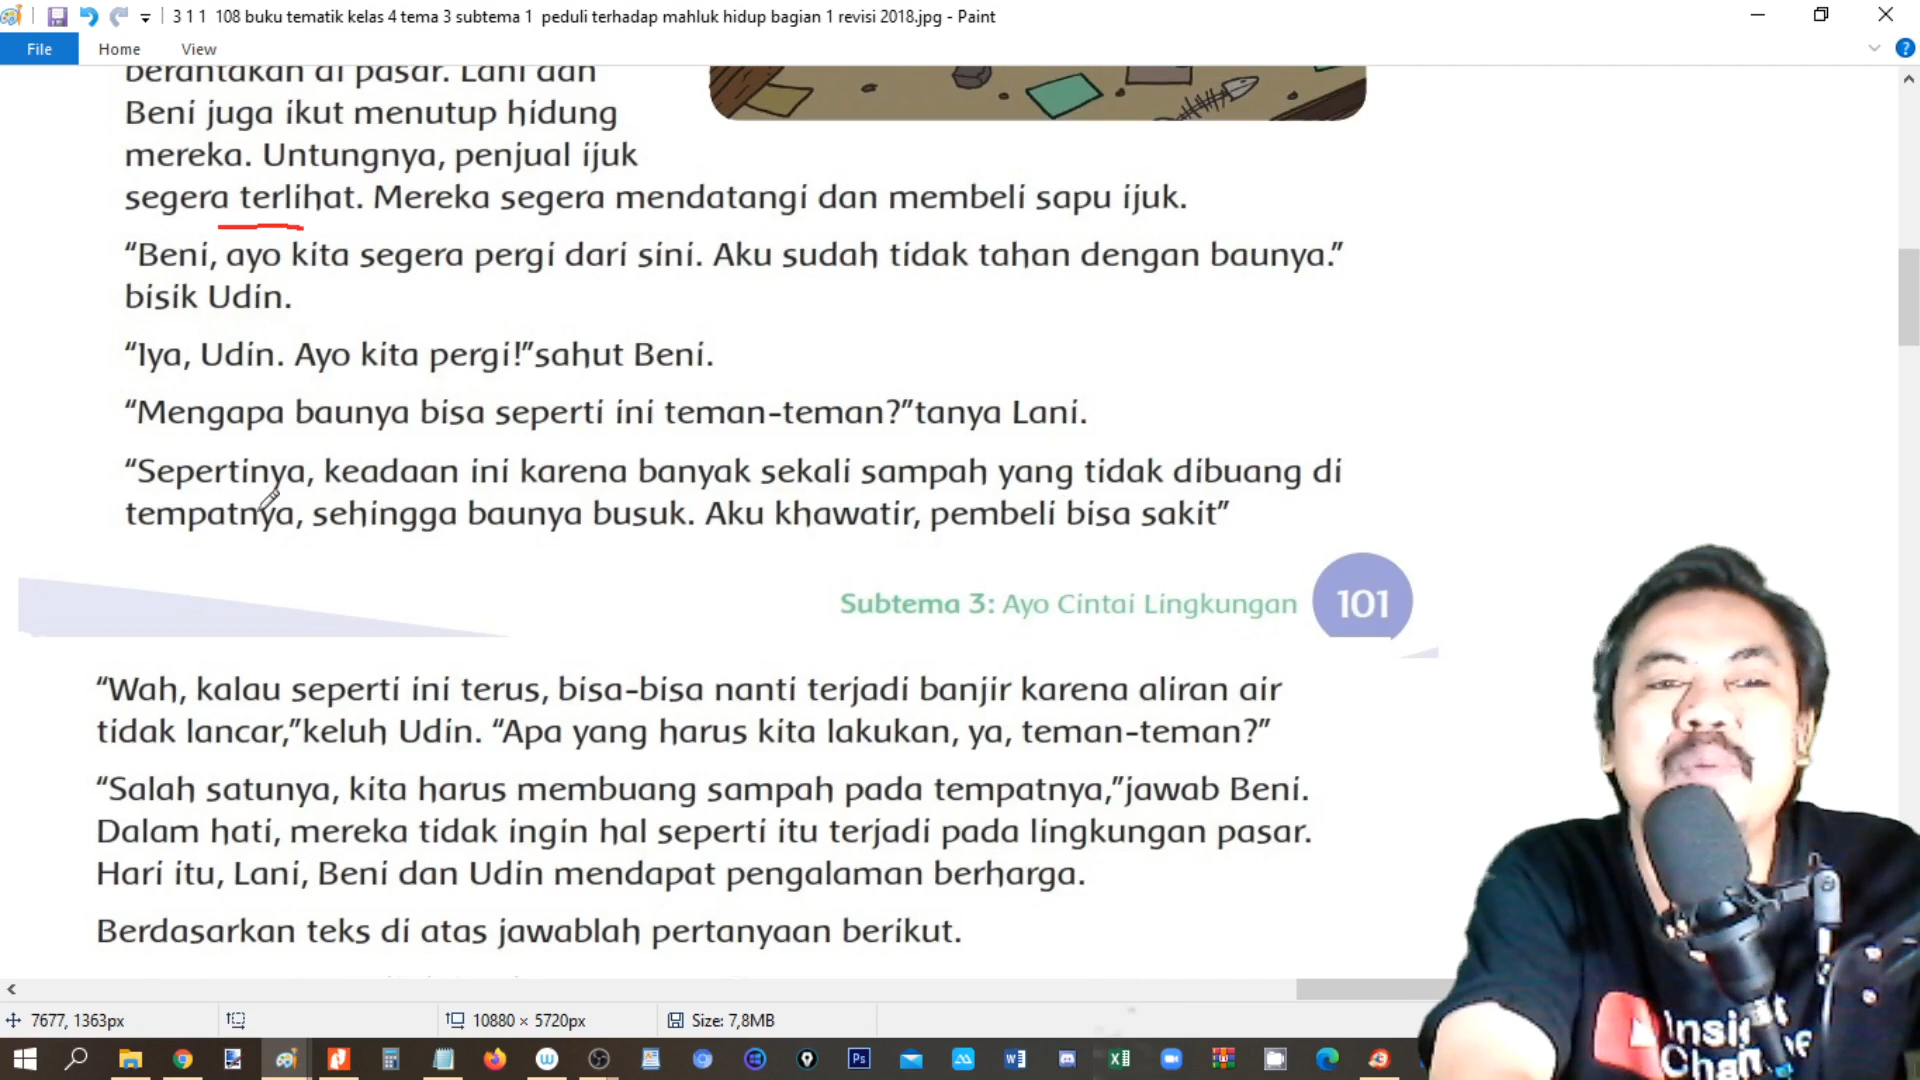 3 1 1 108 buku tematik kelas 4 tema 3 subtema 1 peduli terhadap mahluk hidup bagian 1 revisi 2018.jpg - Paint
File Home View
berantakan di pasar. Lani dan
Beni juga ikut menutup hidung
mereka. Untungnya, penjual ijuk
segera terlihat. Mereka segera mendatangi dan membeli sapu ijuk.
“Beni, ayo kita segera pergi dari sini. Aku sudah tidak tahan dengan baunya.”
bisik Udin.
“Iya, Udin. Ayo kita pergi!”sahut Beni.
“Mengapa baunya bisa seperti ini teman-teman?”tanya Lani.
“Sepertinya, keadaan ini karena banyak sekali sampah yang tidak dibuang di
tempatnya, sehingga baunya busuk. Aku khawatir, pembeli bisa sakit”
Subtema 3: Ayo Cintai Lingkungan 101
“Wah, kalau seperti ini terus, bisa-bisa nanti terjadi banjir karena aliran air
tidak lancar,”keluh Udin. “Apa yang harus kita lakukan, ya, teman-teman?”
“Salah satunya, kita harus membuang sampah pada tempatnya,”jawab Beni.
Dalam hati, mereka tidak ingin hal seperti itu terjadi pada lingkungan pasar.
Hari itu, Lani, Beni dan Udin mendapat pengalaman berharga.
Berdasarkan teks di atas jawablah pertanyaan berikut.
7677, 1363px 10880 × 5720px Size: 7,8MB
Ps